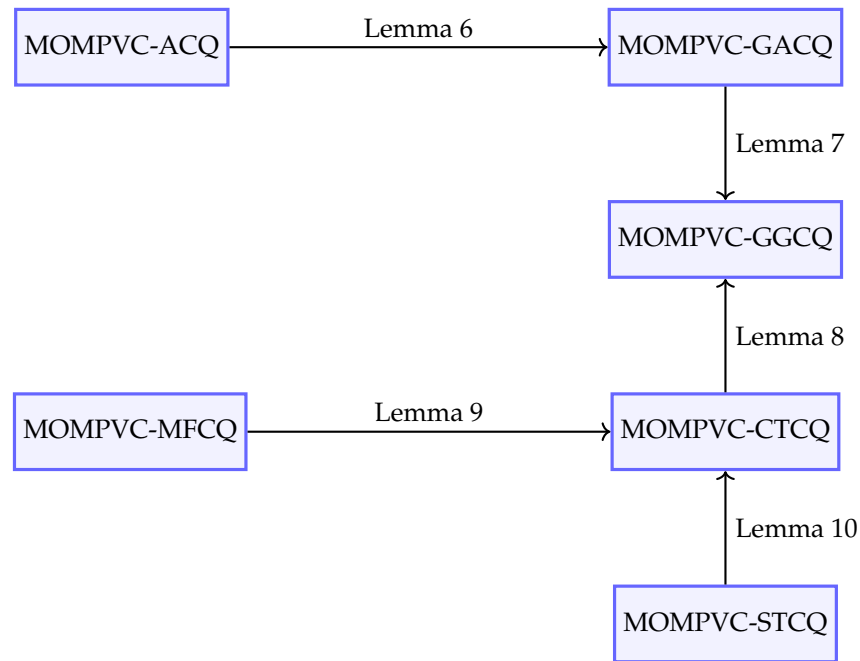 Lemma 6
MOMPVC-ACQ
MOMPVC-GACQ
Lemma 7
MOMPVC-GGCQ
Lemma 8
Lemma 9
MOMPVC-MFCQ
MOMPVC-CTCQ
Lemma 10
MOMPVC-STCQ